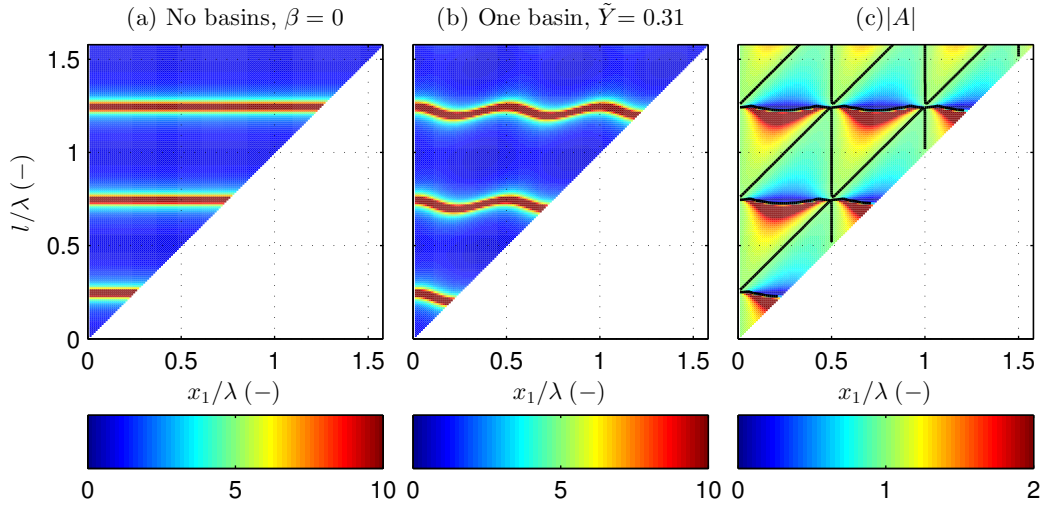 (a) No basins, β = 0
(b) One basin, Ỹ = 0.31
(c)|A|
l/λ (−)
1.5
1
0.5
0
0 0.5 1 1.5
0 0.5 1 1.5
0 0.5 1 1.5
x₁/λ (−)
x₁/λ (−)
x₁/λ (−)
0 5 10
0 5 10
0 1 2